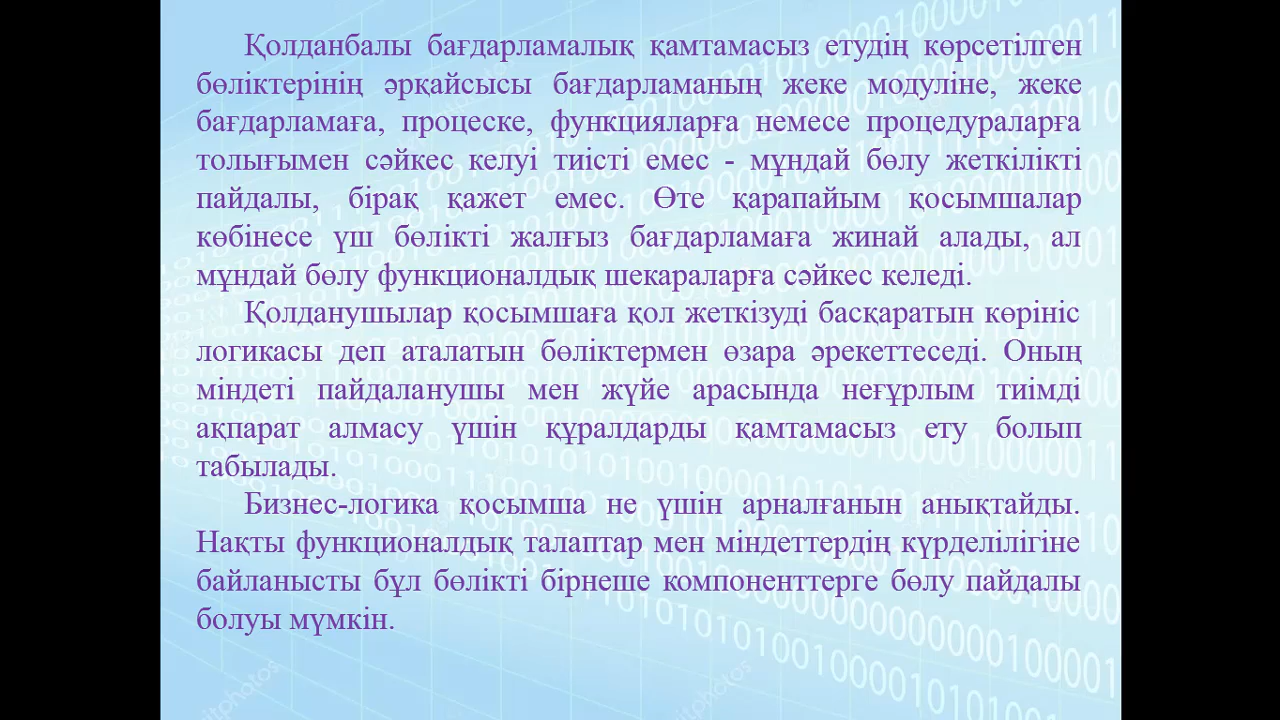 Қолданбалы бағдарламалық қамтамасыз етудің көрсетілген
бөліктерінің әрқайсысы бағдарламаның жеке модуліне, жеке
бағдарламаға, процеске, функцияларға немесе процедураларға
толығымен сәйкес келуі тиісті емес - мұндай бөлу жеткілікті
пайдалы, бірақ қажет емес. Өте қарапайым қосымшалар
көбінесе үш бөлікті жалғыз бағдарламаға жинай алады, ал
мұндай бөлу функционалдық шекараларға сәйкес келеді.
Қолданушылар қосымшаға қол жеткізуді басқаратын көрініс
логикасы деп аталатын бөліктермен өзара әрекеттеседі. Оның
міндеті пайдаланушы мен жүйе арасында неғұрлым тиімді
ақпарат алмасу үшін құралдарды қамтамасыз ету болып
табылады.
Бизнес-логика қосымша не үшін арналғанын анықтайды.
Нақты функционалдық талаптар мен міндеттердің күрделілігіне
байланысты бұл бөлікті бірнеше компоненттерге бөлу пайдалы
болуы мүмкін.